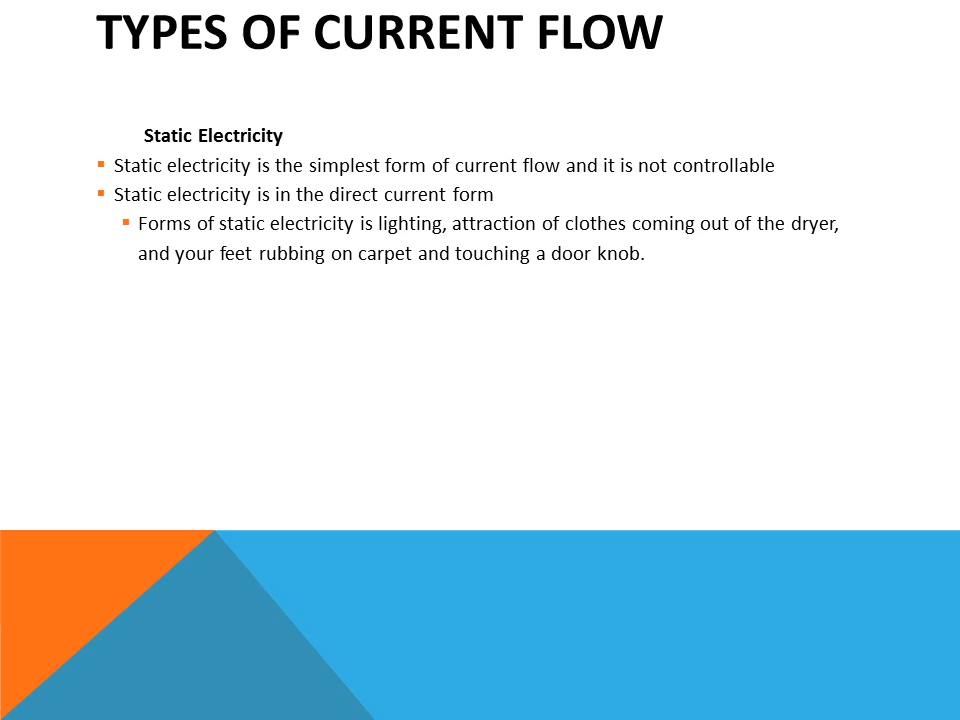 TYPES OF CURRENT FLOW
Static Electricity
Static electricity is the simplest form of current flow and it is not controllable
Static electricity is in the direct current form
Forms of static electricity is lighting, attraction of clothes coming out of the dryer,
and your feet rubbing on carpet and touching a door knob.